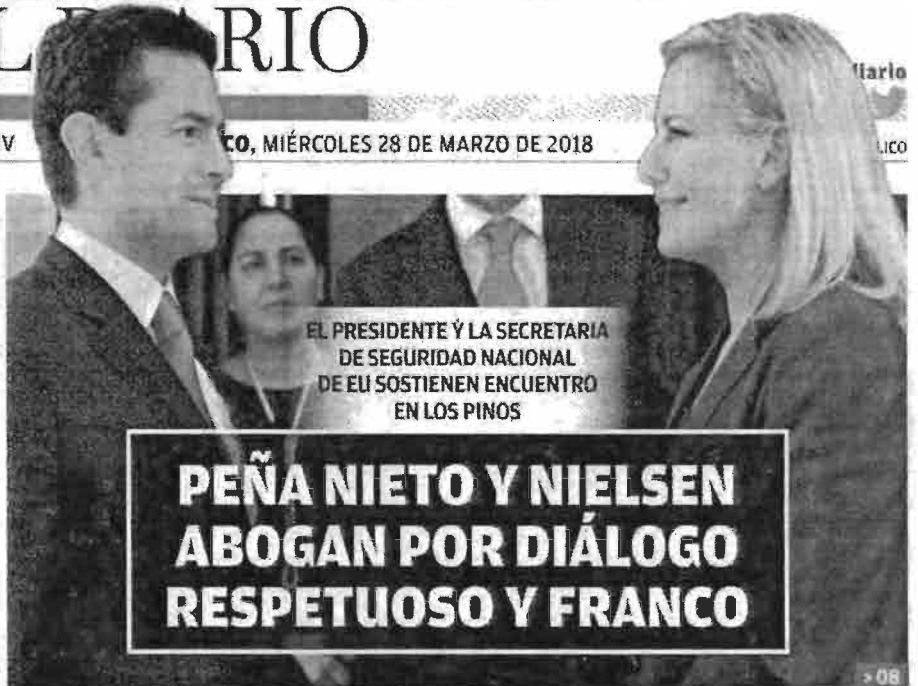 RIO
diario
V
CO, MIÉRCOLES 28 DE MARZO DE 2018
LICO
EL PRESIDENTE Y LA SECRETARIA
DE SEGURIDAD NACIONAL
DE EU SOSTIENEN ENCUENTRO
EN LOS PINOS
PEÑA NIETO Y NIELSEN
ABOGAN POR DIÁLOGO
RESPETUOSO Y FRANCO
> 08